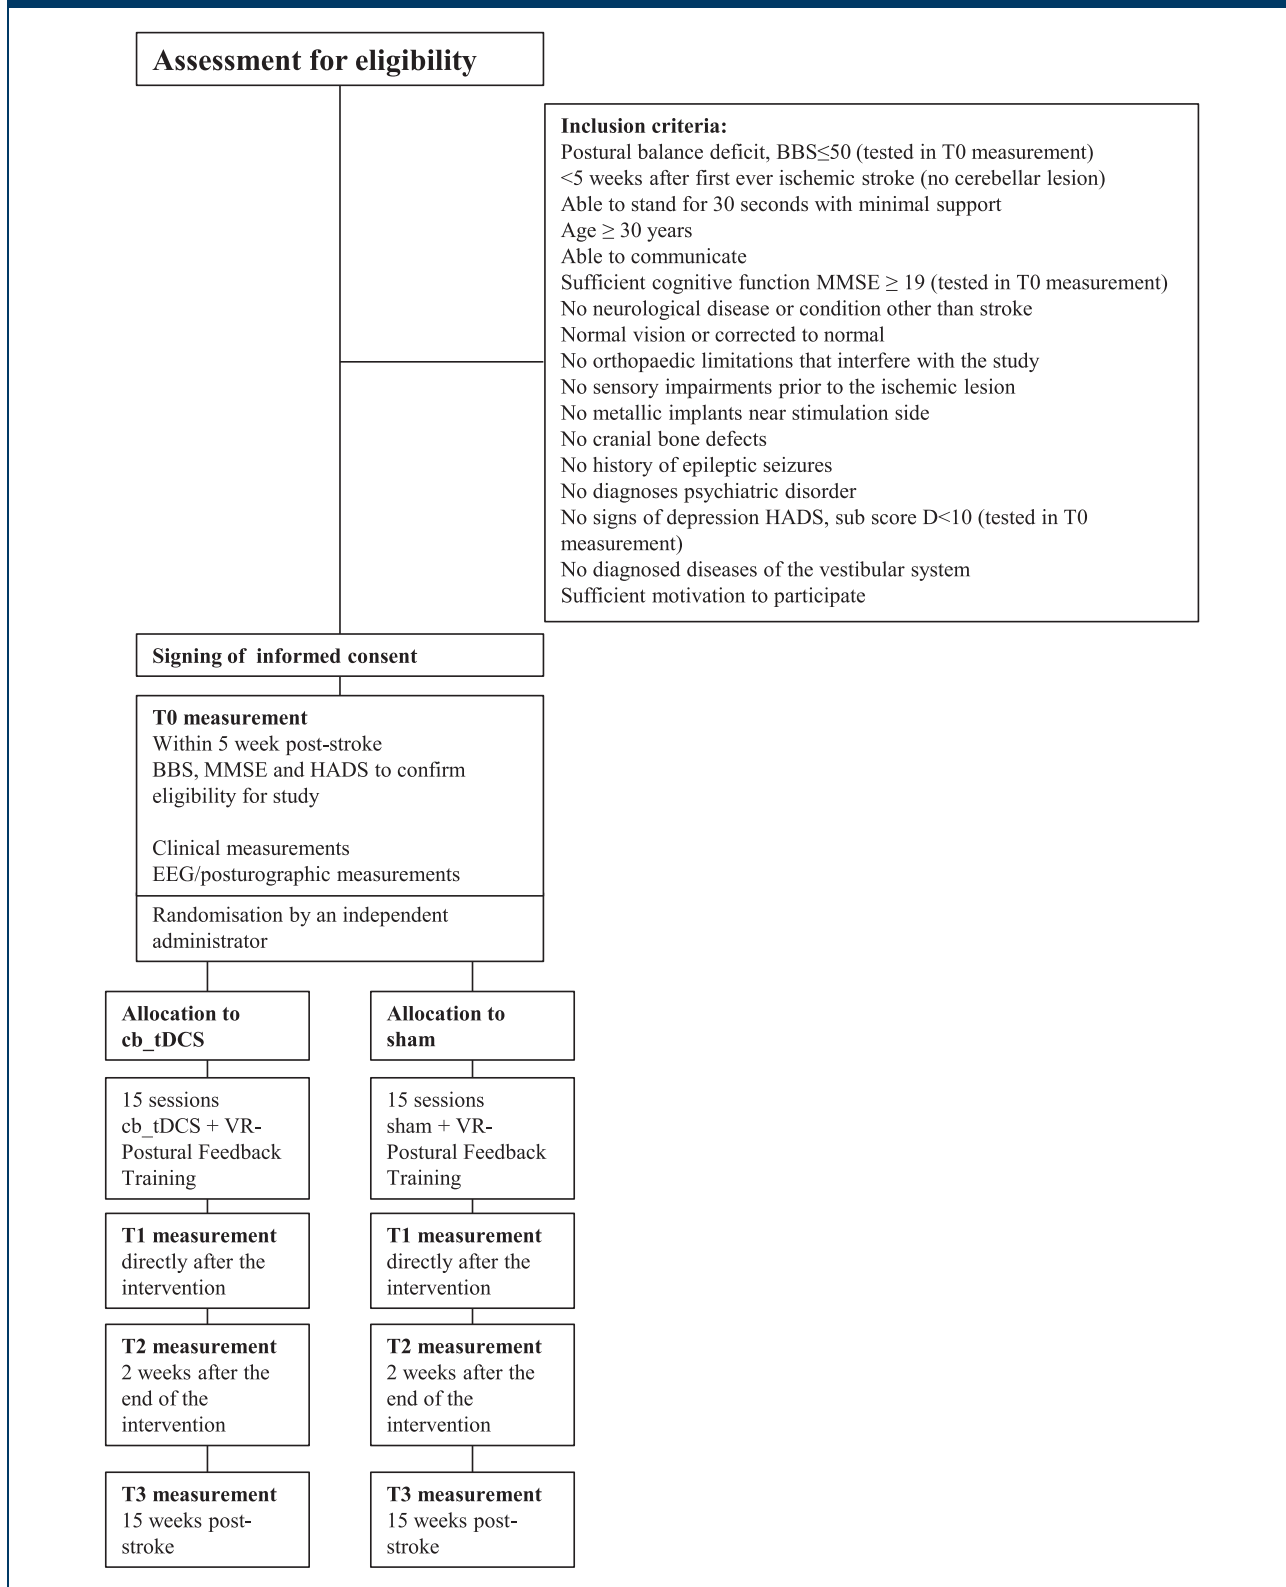 Assessment for eligibility
Inclusion criteria:
Postural balance deficit, BBS≤50 (tested in T0 measurement)
<5 weeks after first ever ischemic stroke (no cerebellar lesion)
Able to stand for 30 seconds with minimal support
Age ≥ 30 years
Able to communicate
Sufficient cognitive function MMSE ≥ 19 (tested in T0 measurement)
No neurological disease or condition other than stroke
Normal vision or corrected to normal
No orthopaedic limitations that interfere with the study
No sensory impairments prior to the ischemic lesion
No metallic implants near stimulation side
No cranial bone defects
No history of epileptic seizures
No diagnoses psychiatric disorder
No signs of depression HADS, sub score D<10 (tested in T0
measurement)
No diagnosed diseases of the vestibular system
Sufficient motivation to participate
Signing of informed consent
T0 measurement
Within 5 week post-stroke
BBS, MMSE and HADS to confirm
eligibility for study
Clinical measurements
EEG/posturographic measurements
Randomisation by an independent
administrator
Allocation to
cb_tDCS
15 sessions
cb_tDCS + VR-
Postural Feedback
Training
T1 measurement
directly after the
intervention
T2 measurement
2 weeks after the
end of the
intervention
T3 measurement
15 weeks post-
stroke
Allocation to
sham
15 sessions
sham + VR-
Postural Feedback
Training
T1 measurement
directly after the
intervention
T2 measurement
2 weeks after the
end of the
intervention
T3 measurement
15 weeks post-
stroke